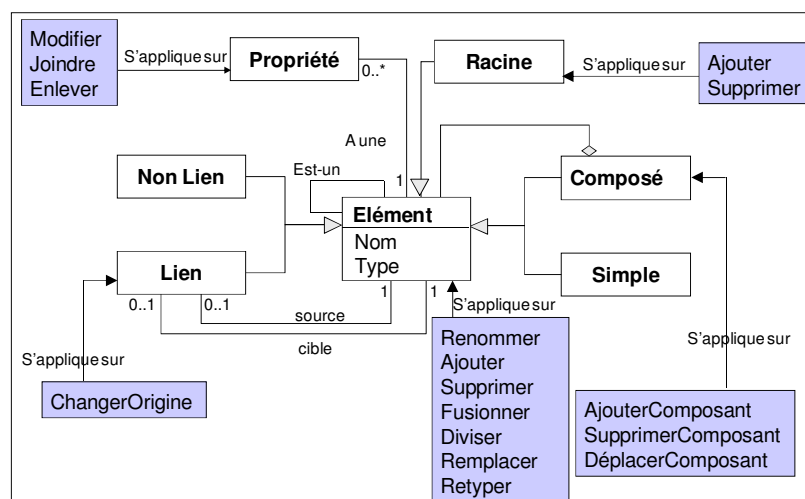 Modifier
Joindre
Enlever
S'applique sur
Propriété
0..*
Racine
S'applique sur
Ajouter
Supprimer
A une
Est-un
1
Non Lien
Elément
Nom
Type
Composé
Lien
Simple
0..1
0..1
1
1
source
cible
S'applique sur
S'applique sur
S'applique sur
ChangerOrigine
Renommer
Ajouter
Supprimer
Fusionner
Diviser
Remplacer
Retyper
AjouterComposant
SupprimerComposant
DéplacerComposant